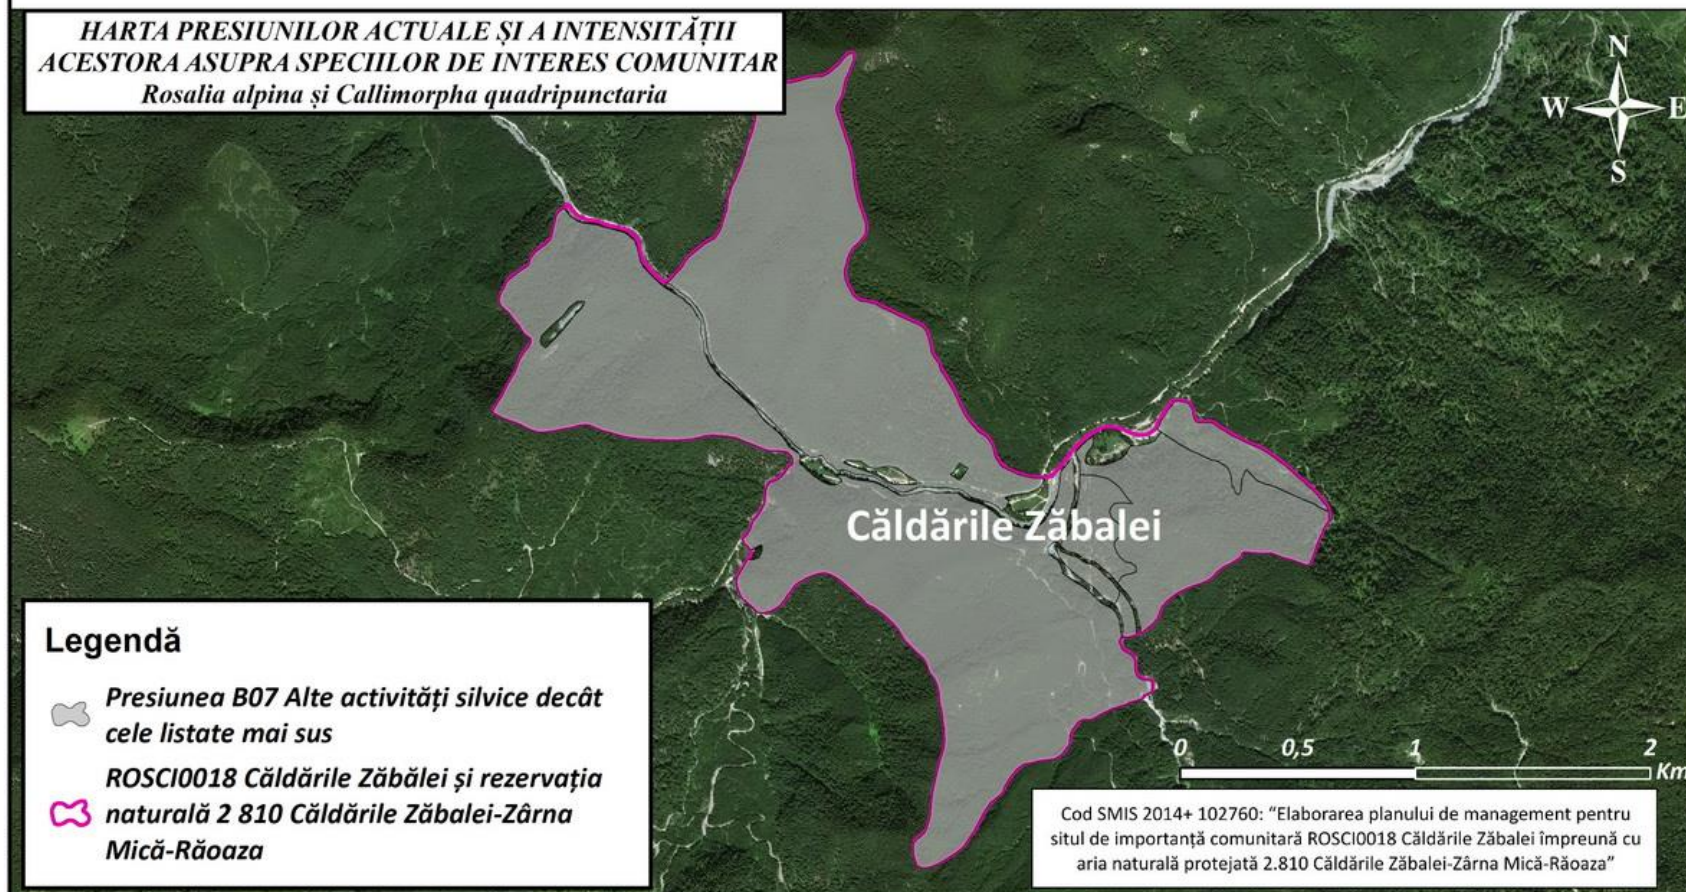 HARTA PRESIUNILOR ACTUALE ȘI A INTENSITĂȚII
ACESTORA ASUPRA SPECIILOR DE INTERES COMUNITAR
Rosalia alpina și Callimorpha quadripunctaria
N
W E
S
Căldările Zăbalei
Legendă
Presiunea B07 Alte activități silvice decât
cele listate mai sus
ROSCI0018 Căldările Zăbălei și rezervația
naturală 2 810 Căldările Zăbalei-Zârna
Mică-Răoaza
0 0,5 1 2
Km
Cod SMIS 2014+ 102760: “Elaborarea planului de management pentru
situl de importanță comunitară ROSCI0018 Căldările Zăbalei împreună cu
aria naturală protejată 2.810 Căldările Zăbalei-Zârna Mică-Răoaza”